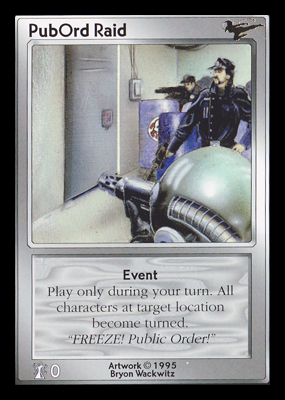 PubOrd Raid
Event
Play only during your turn. All
characters at target location
become turned.
"FREEZE! Public Order!"
0
Artwork © 1995
Bryon Wackwitz